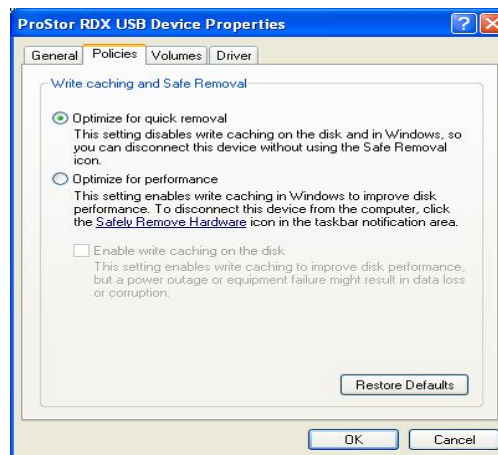 ProStor RDX USB Device Properties
?
General Policies Volumes Driver
Write caching and Safe Removal
Optimize for quick removal
This setting disables write caching on the disk and in Windows, so
you can disconnect this device without using the Safe Removal
icon.
Optimize for performance
This setting enables write caching in Windows to improve disk
performance. To disconnect this device from the computer, click
the Safely Remove Hardware icon in the taskbar notification area.
Enable write caching on the disk
This setting enables write caching to improve disk performance,
but a power outage or equipment failure might result in data loss
or corruption.
Restore Defaults
OK Cancel